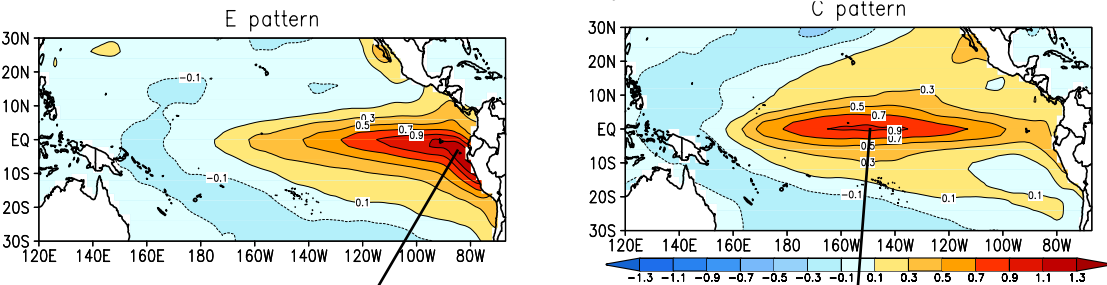 E pattern
C pattern
30N
20N
10N
EQ
10S
20S
30S
120E 140E 160E 180 160W 140W 120W 100W 80W
-0.1
0.3
0.5
0.7
0.9
-0.1
0.1
30N
20N
10N
EQ
10S
20S
30S
120E 140E 160E 180 160W 140W 120W 100W 80W
0.3
0.5
0.7
0.9
0.7
0.5
0.3
-0.1
0.1
0.1
-1.3 -1.1 -0.9 -0.7 -0.5 -0.3 -0.1 0.1 0.3 0.5 0.7 0.9 1.1 1.3